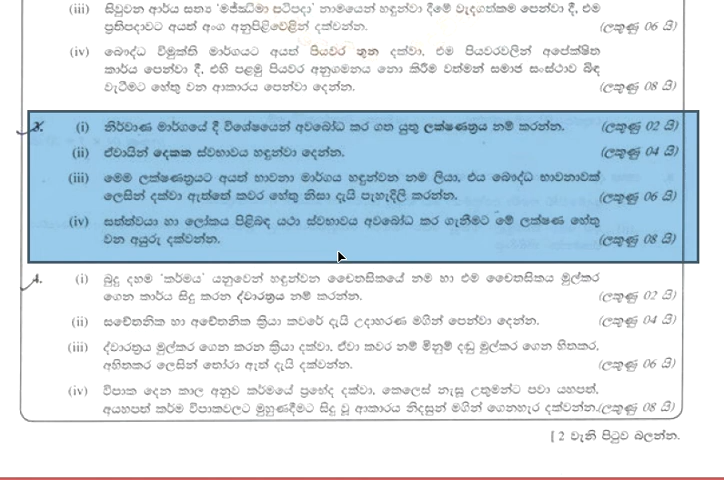 (iii) සිවුවන ආර්ය සත්‍ය 'මජ්ඣිමා පටිපදා' නාමයෙන් හඳුන්වා දීමේ වැදගත්කම පෙන්වා දී, එම
ප්‍රතිපදාවට අයත් අංග අනුපිළිවෙළින් දක්වන්න. (ලකුණු 06 යි)
(iv) බෞද්ධ විමුක්ති මාර්ගයට අයත් පියවර තුන දක්වා, එම පියවරවලින් අපේක්ෂිත
කාර්ය පෙන්වා දී, එහි පළමු පියවර අනුගමනය නො කිරීම වත්මන් සමාජ සංස්ථාව බිඳ
වැටීමට හේතු වන ආකාරය පෙන්වා දෙන්න. (ලකුණු 08 යි)
3. (i) නිර්වාණ මාර්ගයේ දී විශේෂයෙන් අවබෝධ කර ගත යුතු ලක්ෂණත්‍රය නම් කරන්න. (ලකුණු 02 යි)
(ii) ඒවායින් දෙකක ස්වභාවය හඳුන්වා දෙන්න. (ලකුණු 04 යි)
(iii) මෙම ලක්ෂණත්‍රයට අයත් භාවනා මාර්ගය හඳුන්වන නම ලියා, එය බෞද්ධ භාවනාවක්
ලෙසින් දක්වා ඇත්තේ කවර හේතු නිසා දැයි පැහැදිලි කරන්න. (ලකුණු 06 යි)
(iv) සත්ත්වයා හා ලෝකය පිළිබඳ යථා ස්වභාවය අවබෝධ කර ගැනීමට මේ ලක්ෂණ හේතු
වන අයුරු දක්වන්න. (ලකුණු 08 යි)
4. (i) බුදු දහම 'කර්මය' යනුවෙන් හඳුන්වන චෛතසිකයේ නම හා එම චෛතසිකය මුල්කර
ගෙන කාර්ය සිදු කරන ද්වාරත්‍රය නම් කරන්න. (ලකුණු 02 යි)
(ii) සචේතනික හා අචේතනික ක්‍රියා කවරේ දැයි උදාහරණ මගින් පෙන්වා දෙන්න. (ලකුණු 04 යි)
(iii) ද්වාරත්‍රය මුල්කර ගෙන කරන ක්‍රියා දක්වා, ඒවා කවර නම් මිනුම් දඬු මුල්කර ගෙන හිතකර,
අහිතකර ලෙසින් තෝරා ඇත් දැයි දක්වන්න. (ලකුණු 06 යි)
(iv) විපාක දෙන කාල අනුව කර්මයේ ප්‍රභේද දක්වා, කෙලෙස් නැසූ උතුමන්ට පවා යහපත්,
අයහපත් කර්ම විපාකවලට මුහුණදීමට සිදු වූ ආකාරය නිදසුන් මගින් ගෙනහැර දක්වන්න.(ලකුණු 08 යි)
[ 2 වැනි පිටුව බලන්න.